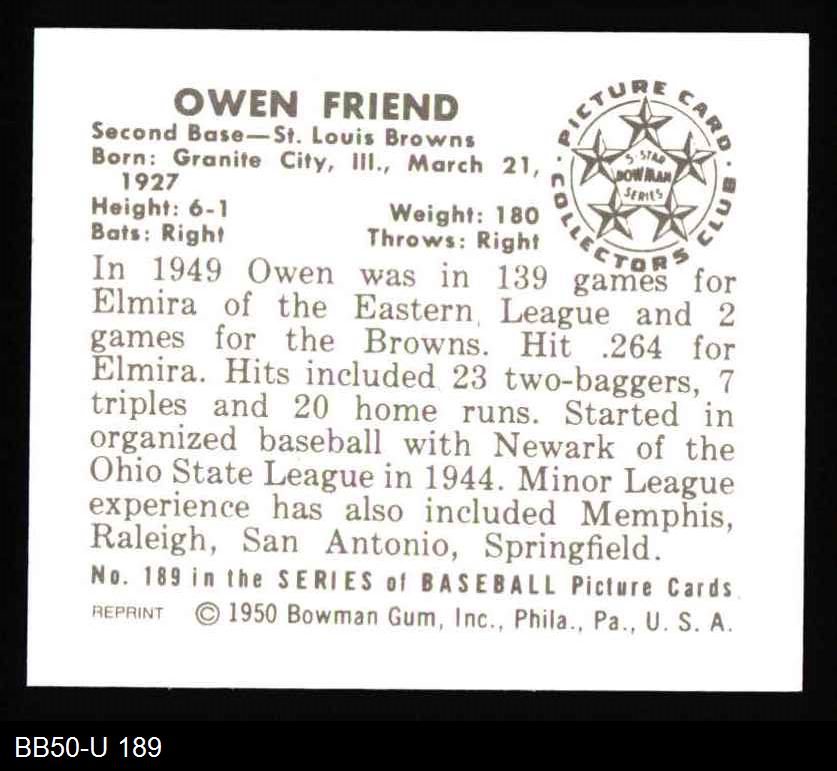 OWEN FRIEND
Second Base—St. Louis Browns
Born: Granite City, Ill., March 21,
1927
Height: 6-1 Weight: 180
Bats: Right Throws: Right
· PICTURE CARD ·
COLLECTORS CLUB
5-STAR
BOWMAN
SERIES
In 1949 Owen was in 139 games for
Elmira of the Eastern League and 2
games for the Browns. Hit .264 for
Elmira. Hits included 23 two-baggers, 7
triples and 20 home runs. Started in
organized baseball with Newark of the
Ohio State League in 1944. Minor League
experience has also included Memphis,
Raleigh, San Antonio, Springfield.
No. 189 in the SERIES of BASEBALL Picture Cards
REPRINT © 1950 Bowman Gum, Inc., Phila., Pa., U. S. A.
BB50-U 189